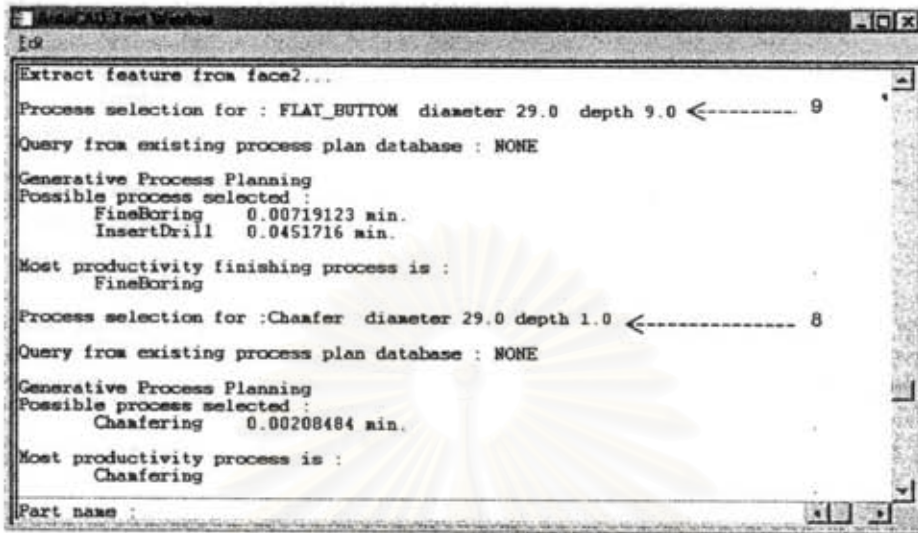 AutoCAD Text Window
Edit
Extract feature from face2...
Process selection for : FLAT_BUTTOM diameter 29.0 depth 9.0
9
Query from existing process plan database : NONE
Generative Process Planning
Possible process selected :
FineBoring 0.00719123 min.
InsertDrill 0.0451716 min.
Most productivity finishing process is :
FineBoring
Process selection for :Chamfer diameter 29.0 depth 1.0
8
Query from existing process plan database : NONE
Generative Process Planning
Possible process selected :
Chamfering 0.00208484 min.
Most productivity process is :
Chamfering
Part name :